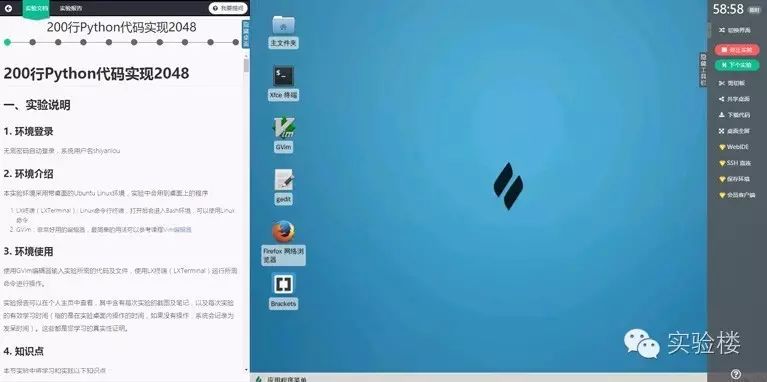 实验文档 实验报告 我要提问
200行Python代码实现2048
隐藏桌面
200行Python代码实现2048
一、实验说明
1. 环境登录
无需密码自动登录，系统用户名shiyanlou
2. 环境介绍
本实验环境采用带桌面的Ubuntu Linux环境，实验中会用到桌面上的程序
1. LX终端（LXTerminal）: Linux命令行终端，打开后会进入Bash环境，可以使用Linux
命令
2. GVim：非常好用的编辑器，最简单的用法可以参考课程Vim编辑器
3. 环境使用
使用GVim编辑器输入实验所需的代码及文件，使用LX终端（LXTerminal）运行所需
命令进行操作。
实验报告可以在个人主页中查看，其中含有每次实验的截图及笔记，以及每次实验
的有效学习时间（指的是在实验桌面内操作的时间，如果没有操作，系统会记录为
发呆时间）。这些都是您学习的真实性证明。
4. 知识点
本节实验中将学习和实践以下知识点
主文件夹
Xfce 终端
GVim
gedit
Firefox 网络浏
览器
Brackets
应用程序菜单
实验楼
隐藏工具栏
58:58 延时
切换界面
停止实验
下个实验
剪切板
共享桌面
下载代码
桌面全屏
WebIDE
SSH 直连
保存环境
会员客户端